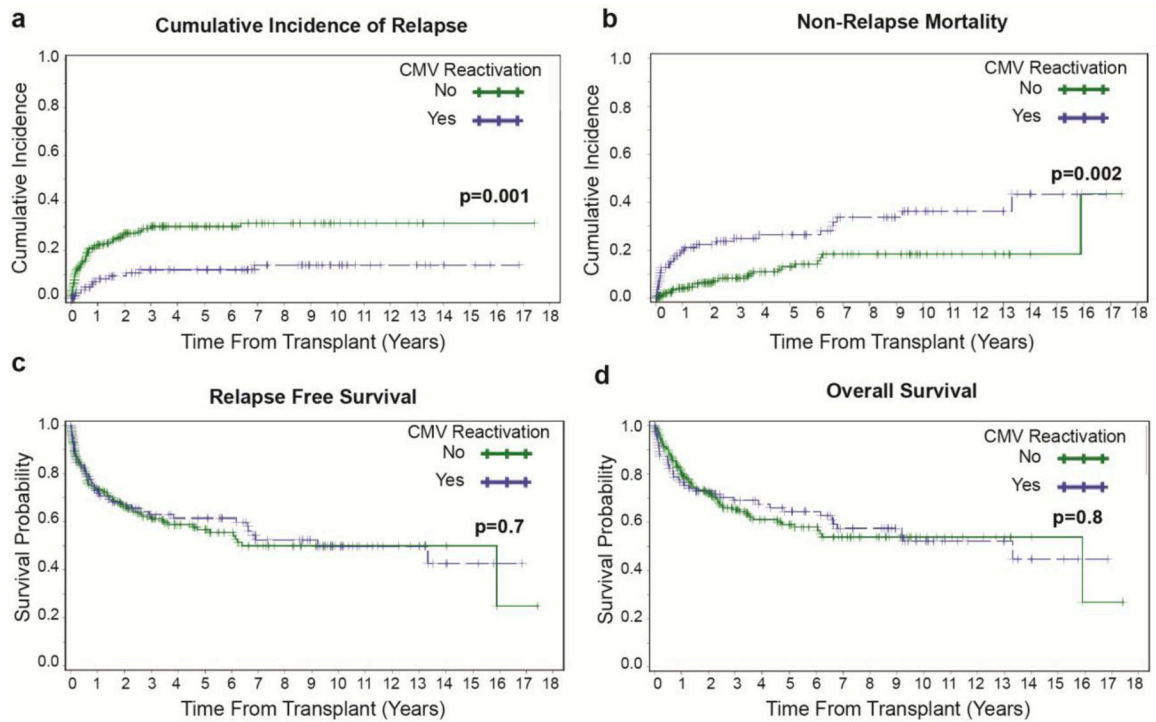 a
Cumulative Incidence of Relapse
CMV Reactivation
No
Yes
p=0.001
Cumulative Incidence
1.0
0.8
0.6
0.4
0.2
0.0
0 1 2 3 4 5 6 7 8 9 10 11 12 13 14 15 16 17 18
Time From Transplant (Years)
b
Non-Relapse Mortality
CMV Reactivation
No
Yes
p=0.002
Cumulative Incidence
1.0
0.8
0.6
0.4
0.2
0.0
0 1 2 3 4 5 6 7 8 9 10 11 12 13 14 15 16 17 18
Time From Transplant (Years)
c
Relapse Free Survival
CMV Reactivation
No
Yes
p=0.7
Survival Probability
1.0
0.8
0.6
0.4
0.2
0.0
0 1 2 3 4 5 6 7 8 9 10 11 12 13 14 15 16 17 18
Time From Transplant (Years)
d
Overall Survival
CMV Reactivation
No
Yes
p=0.8
Survival Probability
1.0
0.8
0.6
0.4
0.2
0.0
0 1 2 3 4 5 6 7 8 9 10 11 12 13 14 15 16 17 18
Time From Transplant (Years)